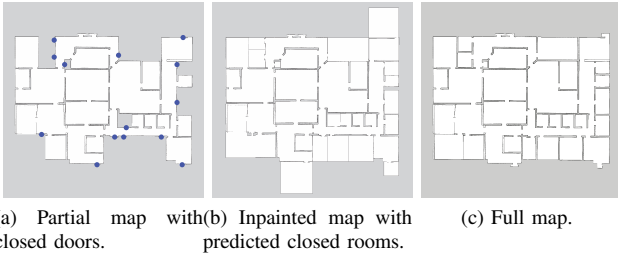 (a) Partial map with
closed doors.
(b) Inpainted map with
predicted closed rooms.
(c) Full map.